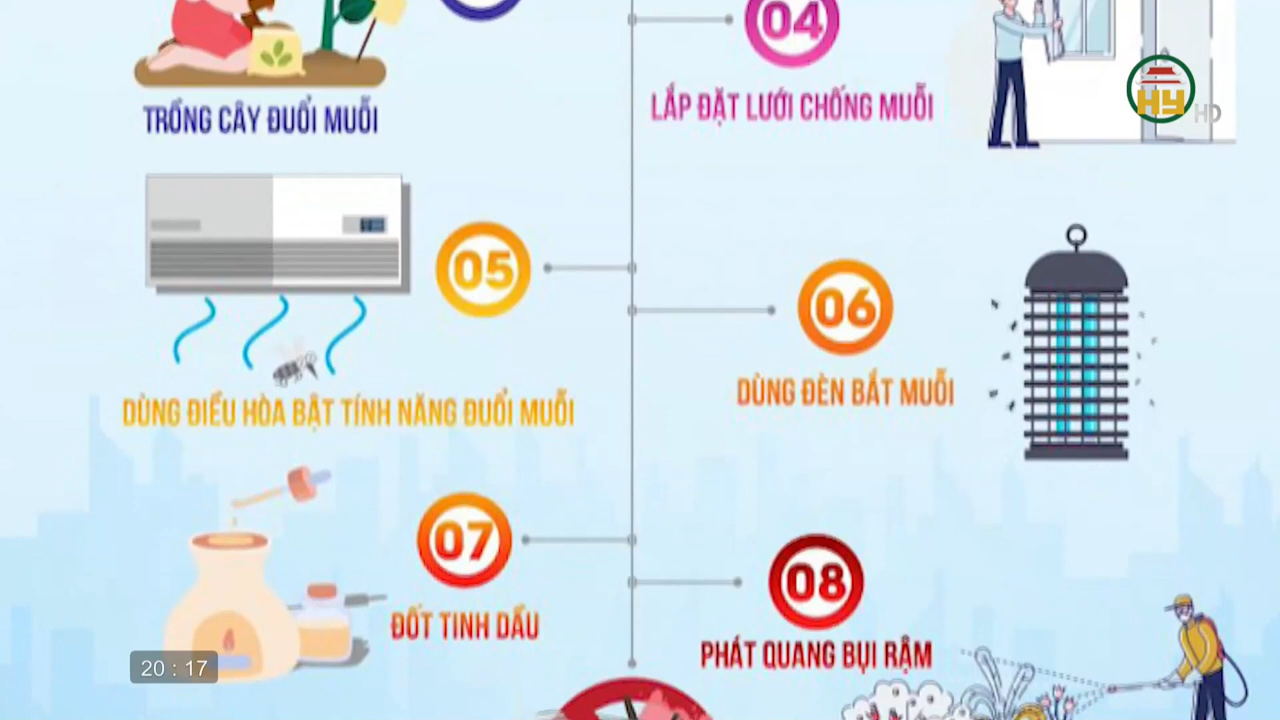 04
TRỒNG CÂY ĐUỔI MUỖI
LẮP ĐẶT LƯỚI CHỐNG MUỖI
HY HD
05
06
DÙNG ĐIỀU HÒA BẬT TÍNH NĂNG ĐUỔI MUỖI
DÙNG ĐÈN BẮT MUỖI
07
08
ĐỐT TINH DẦU
PHÁT QUANG BỤI RẬM
20 : 17